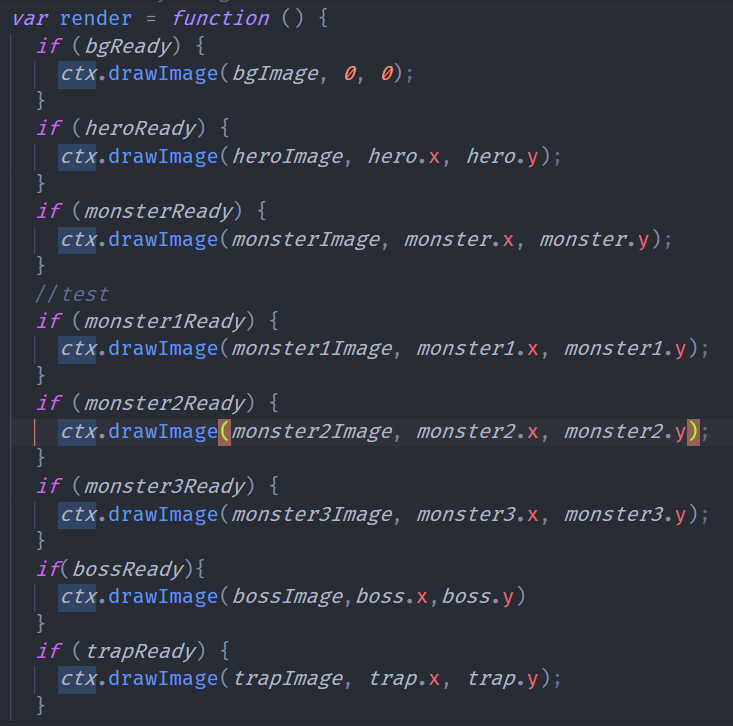 var render = function () {
if (bgReady) {
ctx.drawImage(bgImage, 0, 0);
}
if (heroReady) {
ctx.drawImage(heroImage, hero.x, hero.y);
}
if (monsterReady) {
ctx.drawImage(monsterImage, monster.x, monster.y);
}
//test
if (monster1Ready) {
ctx.drawImage(monster1Image, monster1.x, monster1.y);
}
if (monster2Ready) {
ctx.drawImage(monster2Image, monster2.x, monster2.y);
}
if (monster3Ready) {
ctx.drawImage(monster3Image, monster3.x, monster3.y);
}
if(bossReady){
ctx.drawImage(bossImage,boss.x,boss.y)
}
if (trapReady) {
ctx.drawImage(trapImage, trap.x, trap.y);
}